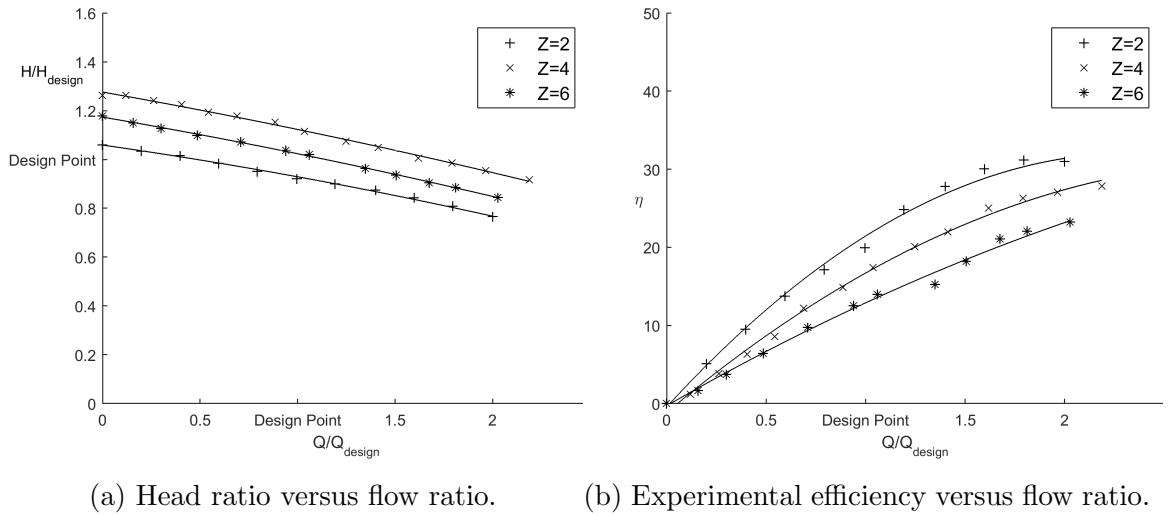 1.6
1.4
H/H_design
1.2
Design Point
0.8
0.6
0.4
0.2
0
0
0.5
Design Point
1.5
2
Q/Q_design
Z=2
Z=4
Z=6
(a) Head ratio versus flow ratio.
50
40
30
η
20
10
0
0
0.5
Design Point
1.5
2
Q/Q_design
Z=2
Z=4
Z=6
(b) Experimental efficiency versus flow ratio.